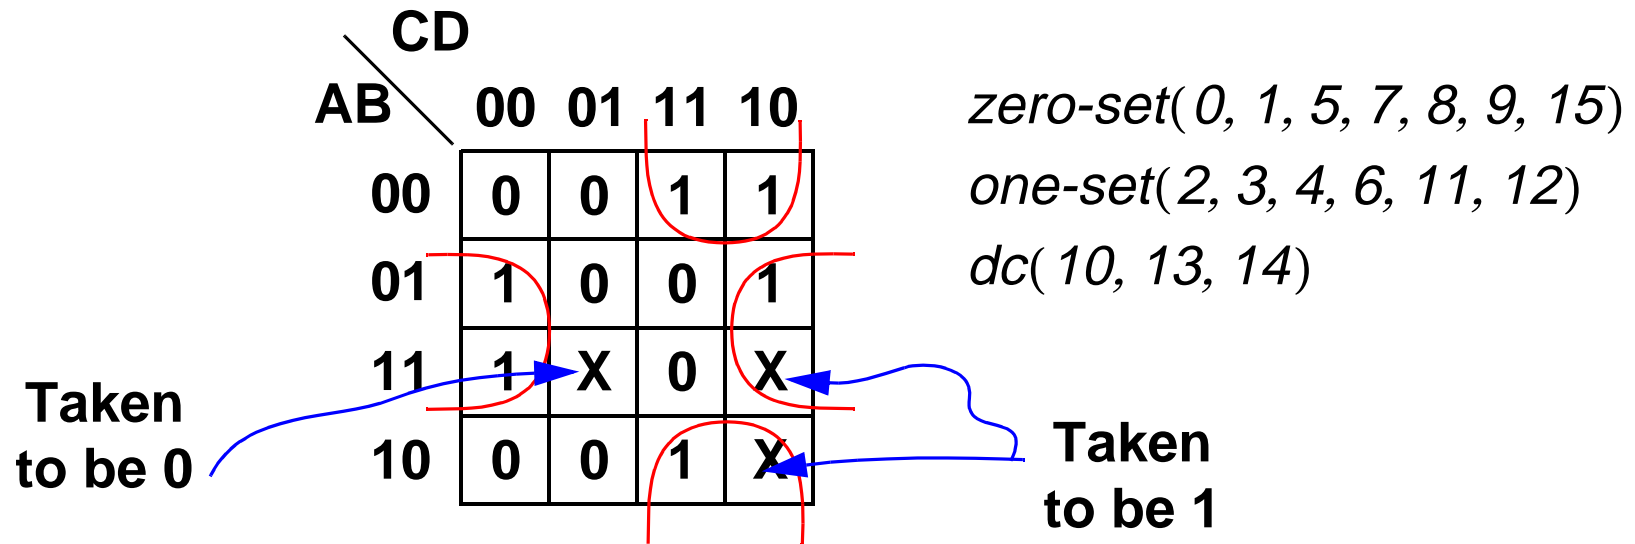 CD
AB
00 01 11 10
00 0 0 1 1
01 1 0 0 1
11 1 X 0 X
10 0 0 1 X
zero-set(0, 1, 5, 7, 8, 9, 15)
one-set(2, 3, 4, 6, 11, 12)
dc(10, 13, 14)
Taken
to be 0
Taken
to be 1